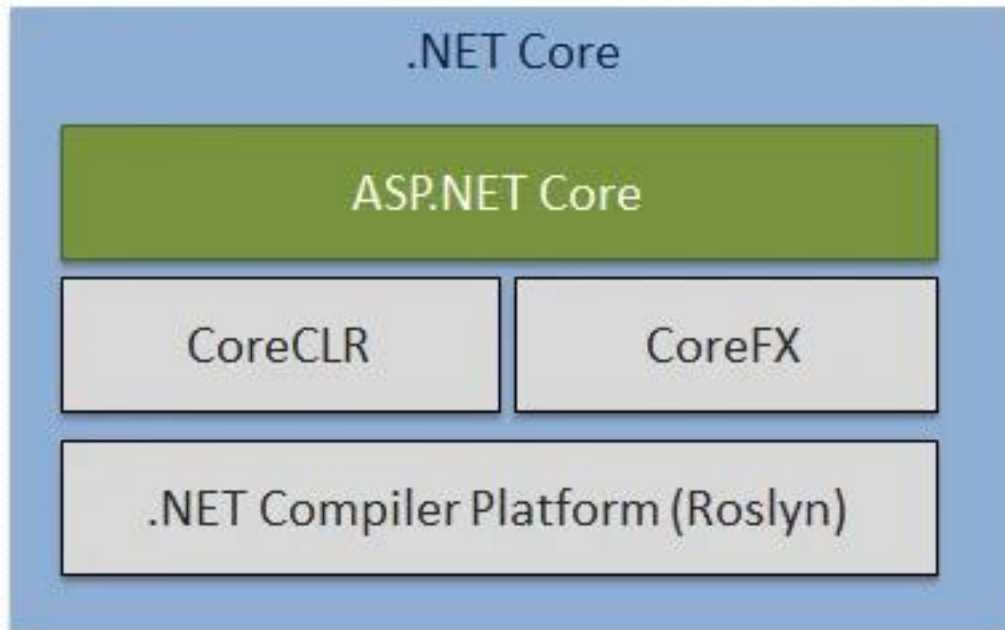 .NET Core
ASP.NET Core
CoreCLR
CoreFX
.NET Compiler Platform (Roslyn)